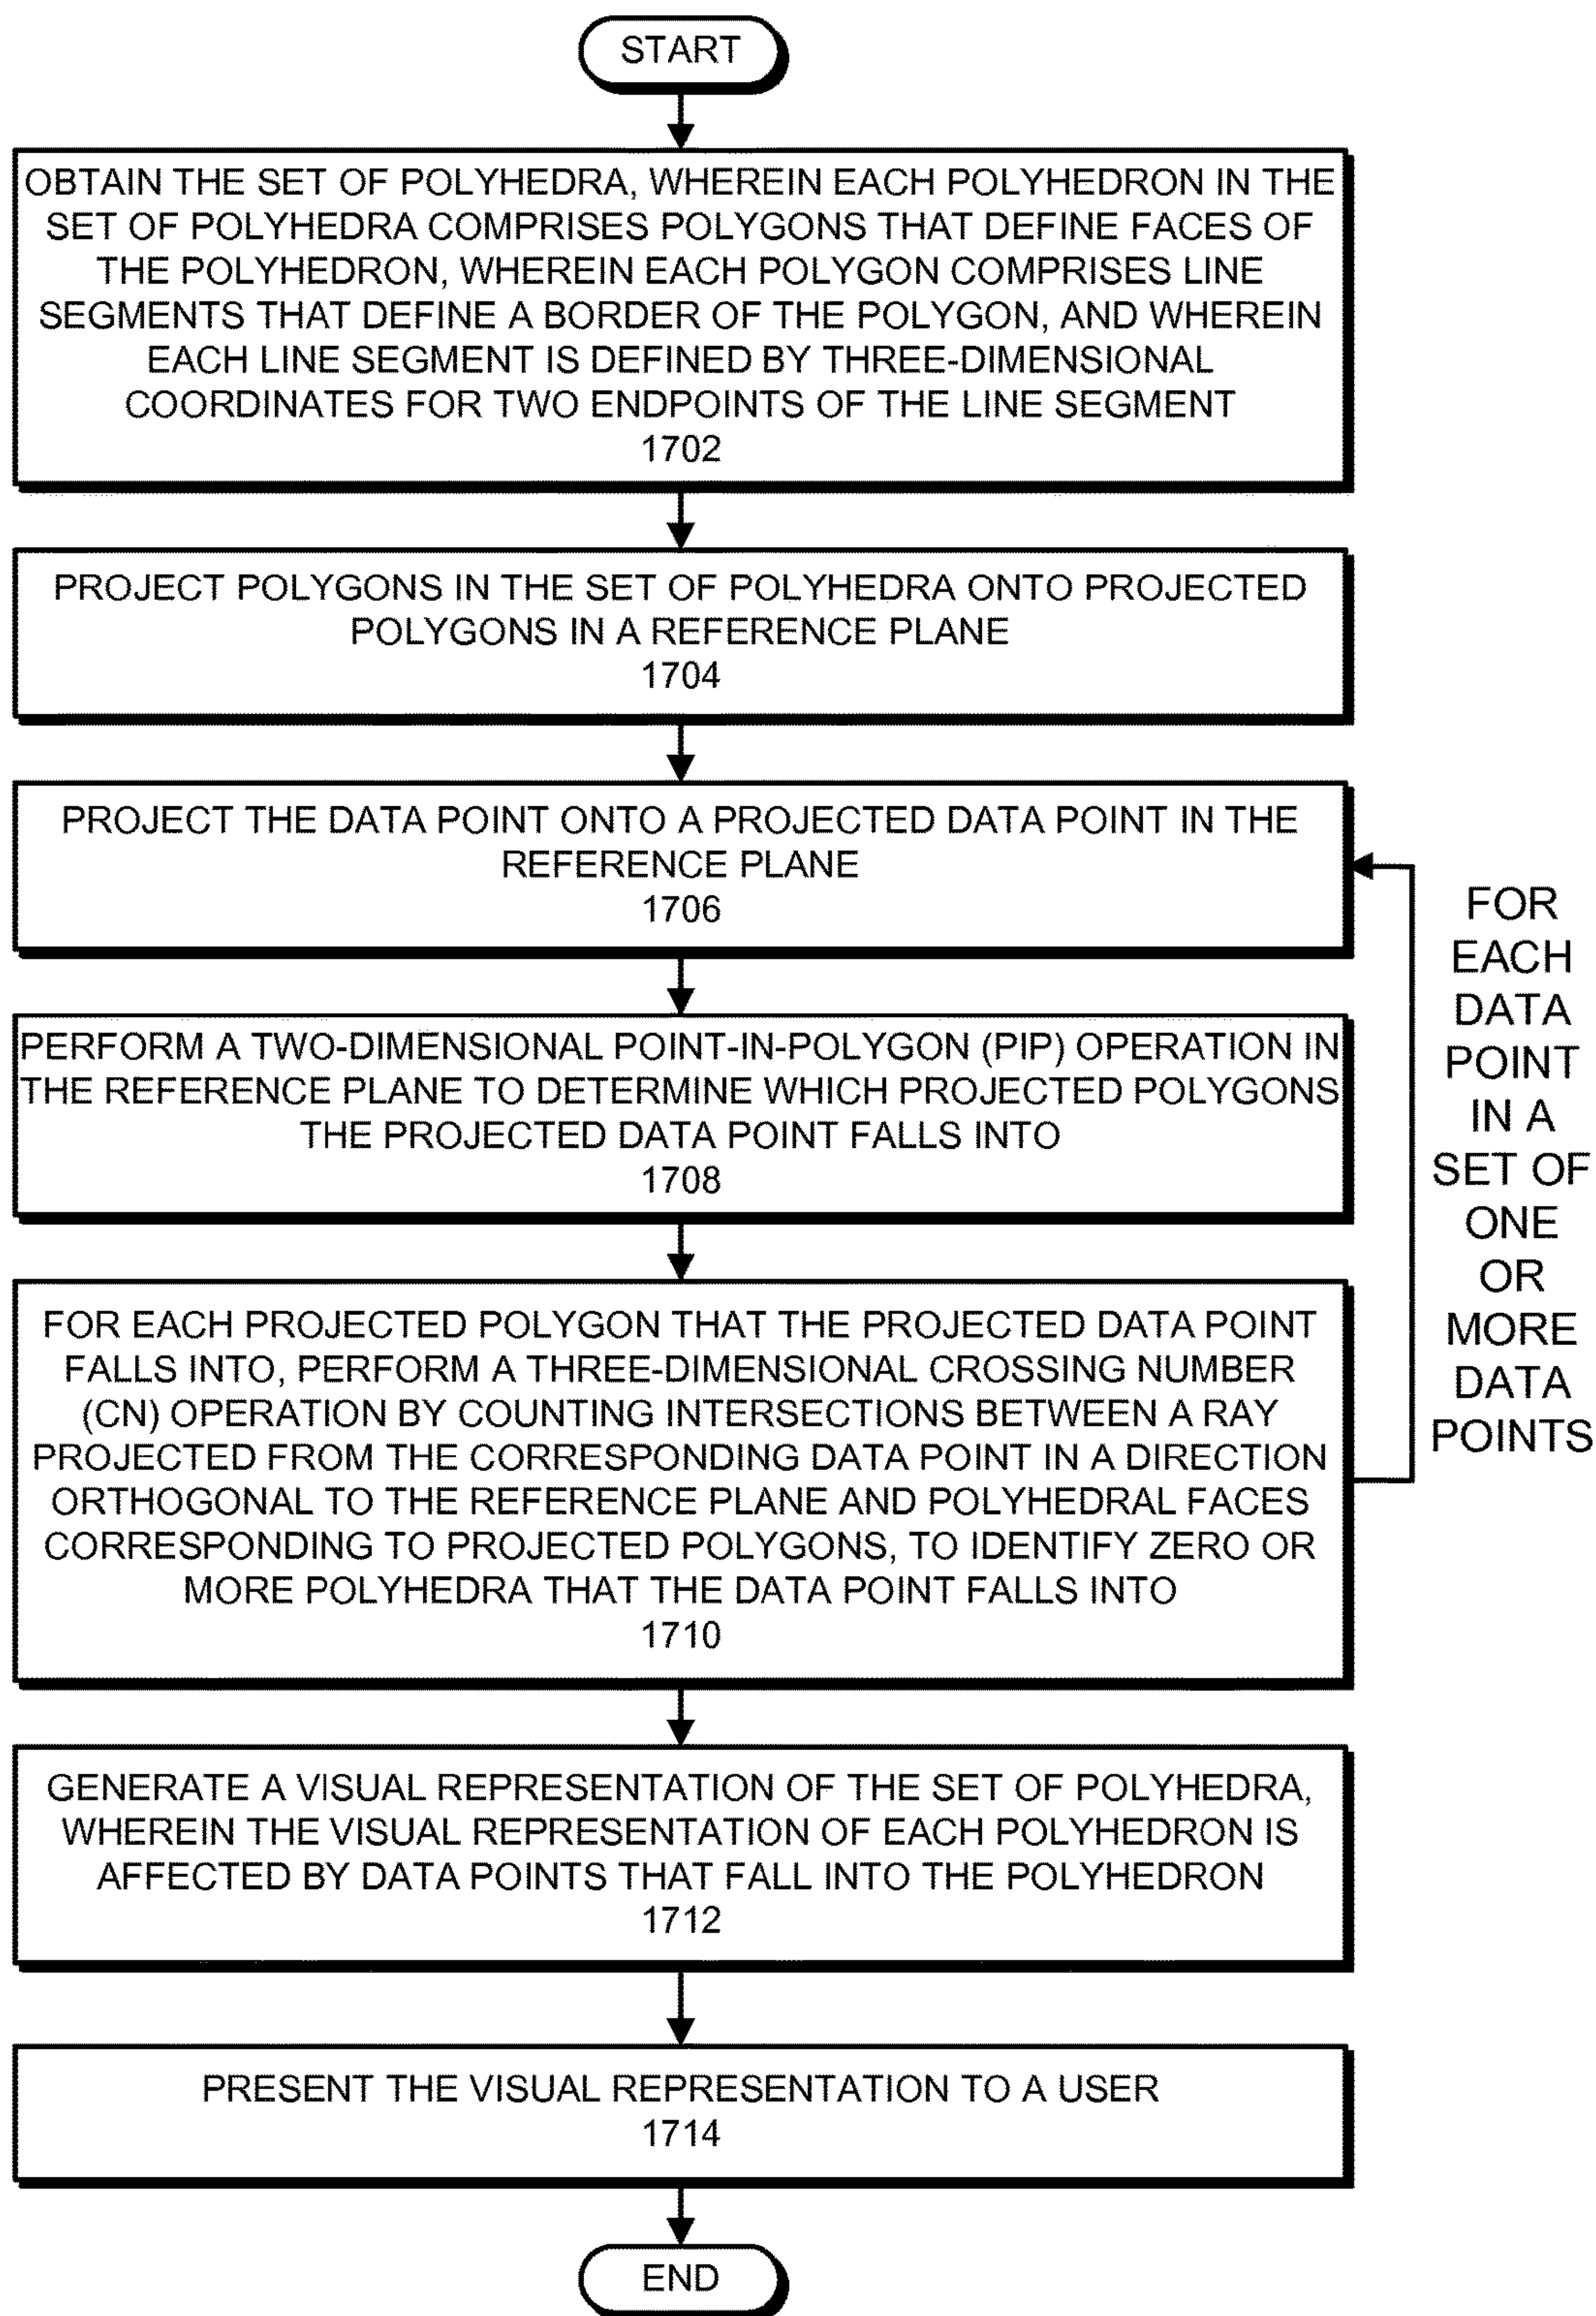 START
OBTAIN THE SET OF POLYHEDRA, WHEREIN EACH POLYHEDRON IN THE
SET OF POLYHEDRA COMPRISES POLYGONS THAT DEFINE FACES OF
THE POLYHEDRON, WHEREIN EACH POLYGON COMPRISES LINE
SEGMENTS THAT DEFINE A BORDER OF THE POLYGON, AND WHEREIN
EACH LINE SEGMENT IS DEFINED BY THREE-DIMENSIONAL
COORDINATES FOR TWO ENDPOINTS OF THE LINE SEGMENT
1702
PROJECT POLYGONS IN THE SET OF POLYHEDRA ONTO PROJECTED
POLYGONS IN A REFERENCE PLANE
1704
PROJECT THE DATA POINT ONTO A PROJECTED DATA POINT IN THE
REFERENCE PLANE
1706
PERFORM A TWO-DIMENSIONAL POINT-IN-POLYGON (PIP) OPERATION IN
THE REFERENCE PLANE TO DETERMINE WHICH PROJECTED POLYGONS
THE PROJECTED DATA POINT FALLS INTO
1708
FOR EACH PROJECTED POLYGON THAT THE PROJECTED DATA POINT
FALLS INTO, PERFORM A THREE-DIMENSIONAL CROSSING NUMBER
(CN) OPERATION BY COUNTING INTERSECTIONS BETWEEN A RAY
PROJECTED FROM THE CORRESPONDING DATA POINT IN A DIRECTION
ORTHOGONAL TO THE REFERENCE PLANE AND POLYHEDRAL FACES
CORRESPONDING TO PROJECTED POLYGONS, TO IDENTIFY ZERO OR
MORE POLYHEDRA THAT THE DATA POINT FALLS INTO
1710
FOR
EACH
DATA
POINT
IN A
SET OF
ONE
OR
MORE
DATA
POINTS
GENERATE A VISUAL REPRESENTATION OF THE SET OF POLYHEDRA,
WHEREIN THE VISUAL REPRESENTATION OF EACH POLYHEDRON IS
AFFECTED BY DATA POINTS THAT FALL INTO THE POLYHEDRON
1712
PRESENT THE VISUAL REPRESENTATION TO A USER
1714
END